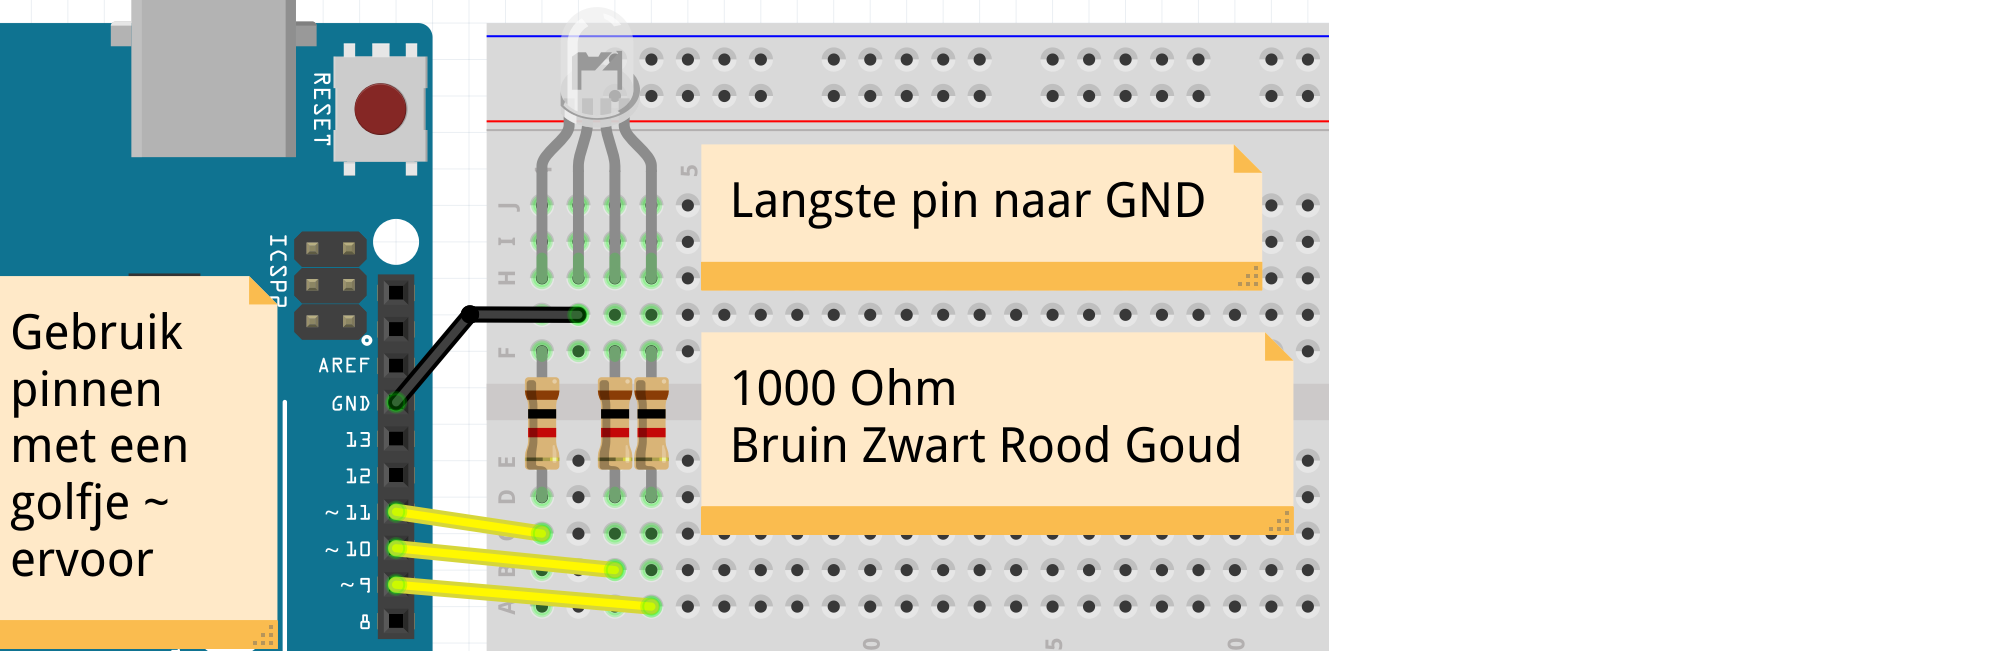 RESET
5
Langste pin naar GND
J
I
H
ICSP2
Gebruik
pinnen
met een
golfje ~
ervoor
AREF
GND
13
12
~11
~10
~9
8
F
1000 Ohm
Bruin Zwart Rood Goud
E
D
C
B
A
0
5
0